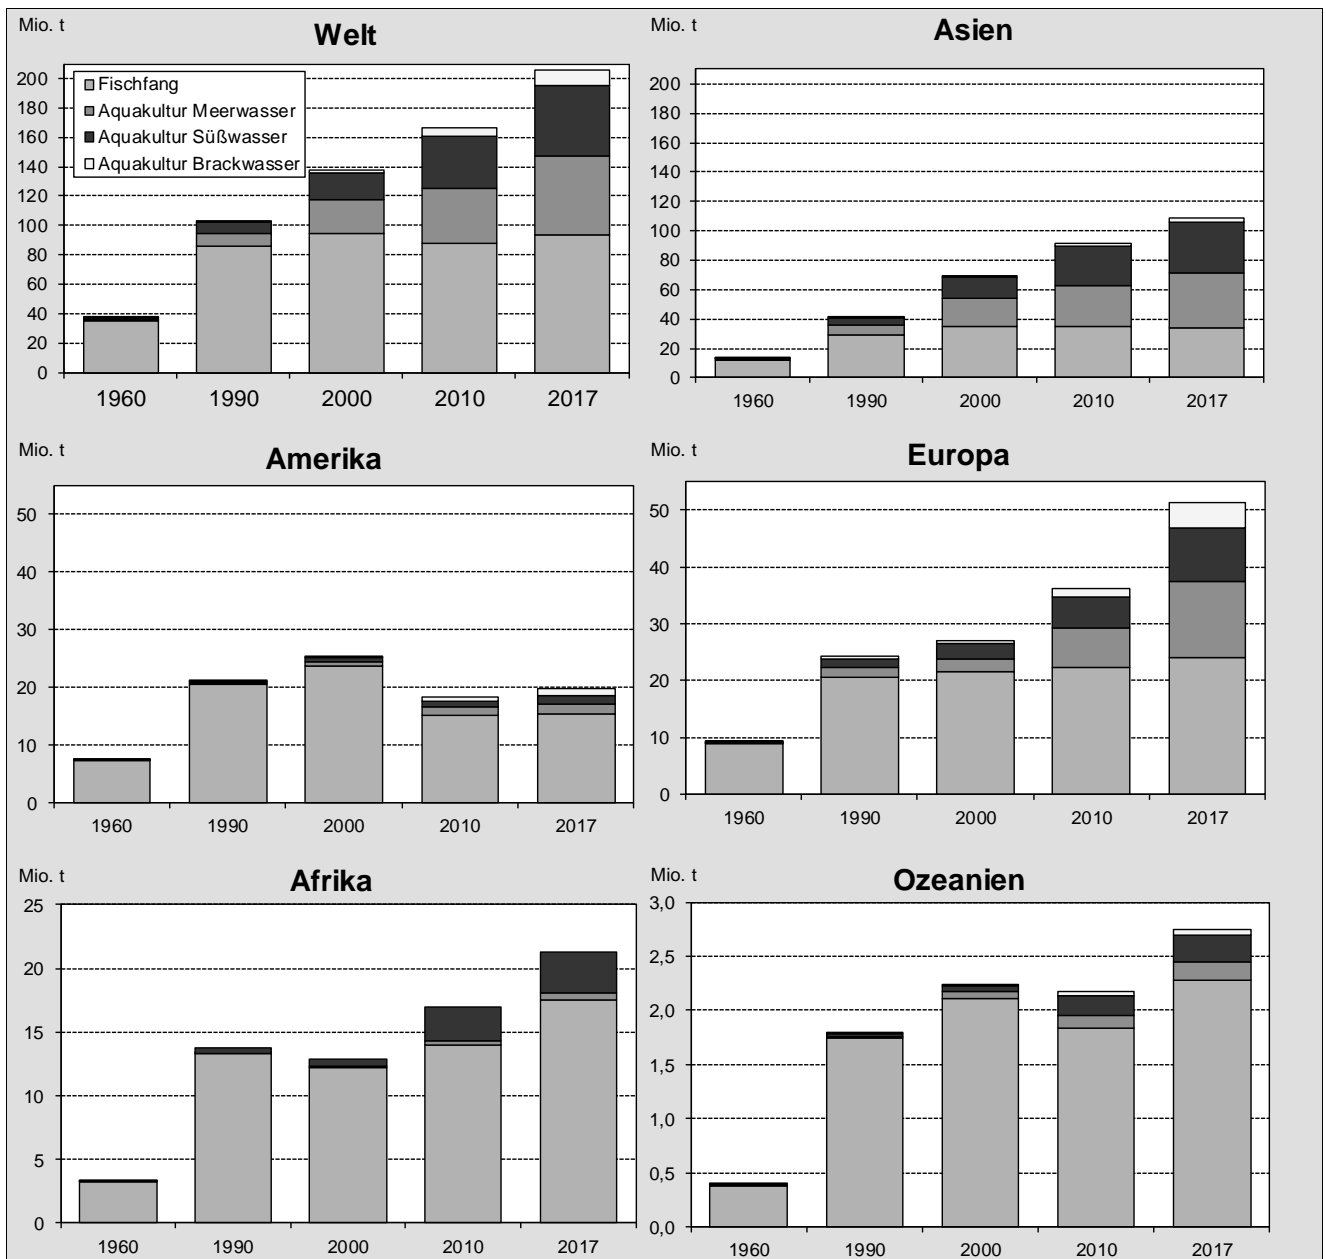 Mio. t
Welt
200
180
160
140
120
100
80
60
40
20
0
Fischfang
Aquakultur Meerwasser
Aquakultur Süßwasser
Aquakultur Brackwasser
1960 1990 2000 2010 2017
Mio. t
Asien
200
180
160
140
120
100
80
60
40
20
0
1960 1990 2000 2010 2017
Mio. t
Amerika
50
40
30
20
10
0
1960 1990 2000 2010 2017
Mio. t
Europa
50
40
30
20
10
0
1960 1990 2000 2010 2017
Mio. t
Afrika
25
20
15
10
5
0
1960 1990 2000 2010 2017
Mio. t
Ozeanien
3,0
2,5
2,0
1,5
1,0
0,5
0,0
1960 1990 2000 2010 2017